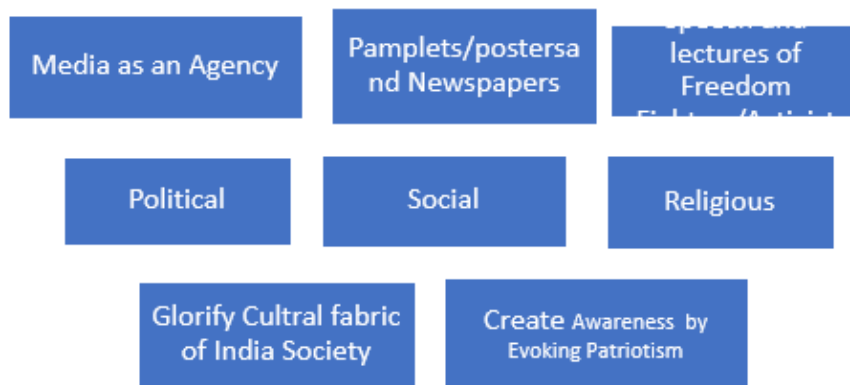 Media as an Agency
Pamplets/postersa
nd Newspapers
lectures of
Freedom
Political
Social
Religious
Glorify Cultral fabric
of India Society
Create Awareness by
Evoking Patriotism